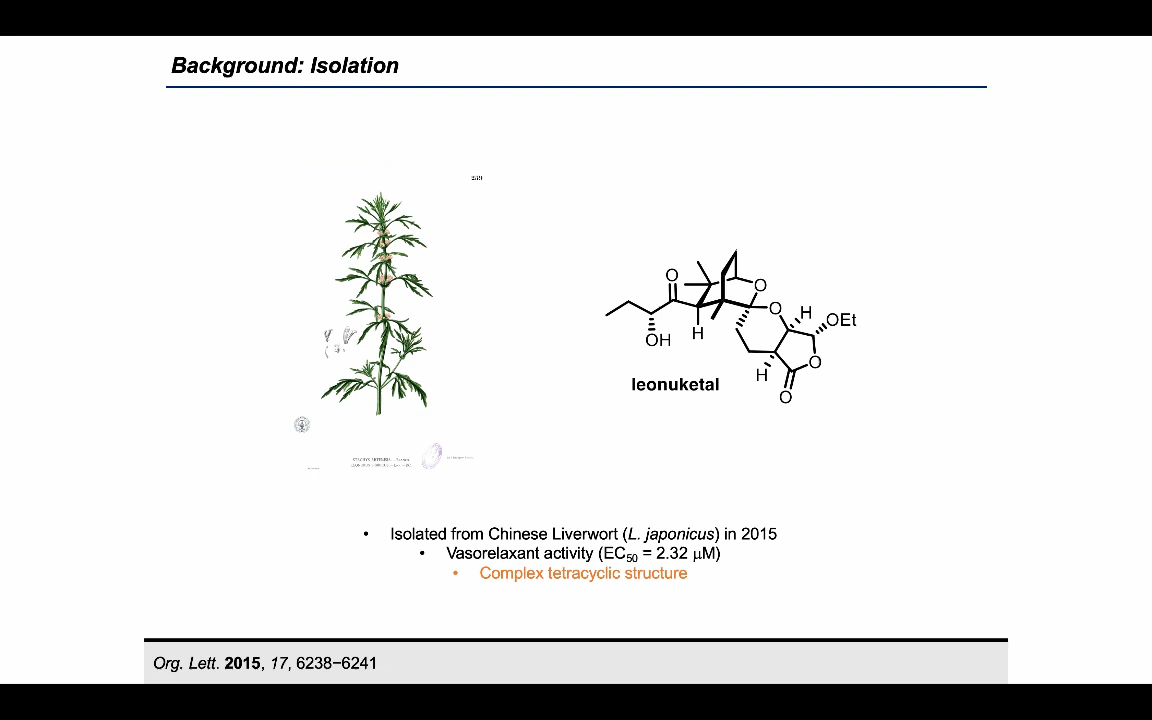 Background: Isolation
O
O
O
H
OEt
OH
H
O
H
O
leonuketal
• Isolated from Chinese Liverwort (L. japonicus) in 2015
• Vasorelaxant activity (EC50 = 2.32 μM)
• Complex tetracyclic structure
Org. Lett. 2015, 17, 6238−6241